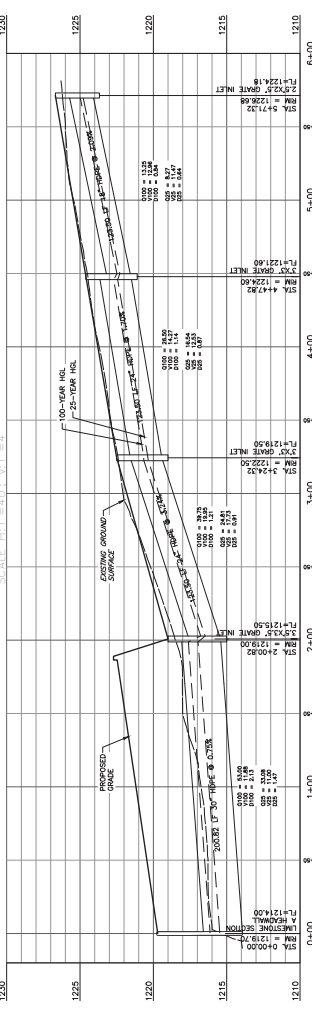 1230
1225
1220
1215
1210
1230
1225
1220
1215
1210
PROPOSED
GRADE
EXISTING GROUND
SURFACE
100-YEAR HGL
25-YEAR HGL
200.82 LF 30" HDPE @ 0.75%
123.50 LF 24" HDPE @ 3.24%
123.50 LF 24" HDPE @ 1.70%
123.50 LF 18" HDPE @ 2.09%
Q100 = 53.00
V100 = 11.88
D100 = 2.13
Q25 = 33.08
V25 = 11.00
D25 = 1.47
Q100 = 39.75
V100 = 19.95
D100 = 1.21
Q25 = 24.81
V25 = 17.73
D25 = 0.91
Q100 = 26.50
V100 = 14.27
D100 = 1.14
Q25 = 16.54
V25 = 12.53
D25 = 0.87
Q100 = 13.25
V100 = 12.96
D100 = 0.84
Q25 = 8.27
V25 = 11.47
D25 = 0.64
STA. 0+00.00
RIM = 1219.70
LIMESTONE SECTION
A HEADWALL
FL=1214.00
STA. 2+00.82
RIM = 1219.00
3.5'X3.5' GRATE INLET
FL=1215.50
STA. 3+24.32
RIM = 1222.50
3'X3' GRATE INLET
FL=1219.50
STA. 4+47.82
RIM = 1224.60
3'X3' GRATE INLET
FL=1221.60
STA. 5+71.32
RIM = 1226.68
2.5'X2.5' GRATE INLET
FL=1224.18
0+00
50
1+00
50
2+00
50
3+00
50
4+00
50
5+00
50
6+00